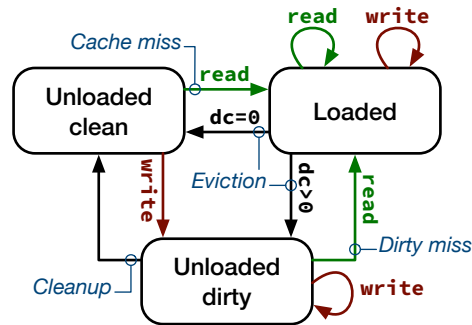 read
write
Cache miss
read
Unloaded
clean
Loaded
dc=0
write
Eviction
dc>0
read
Unloaded
dirty
Dirty miss
Cleanup
write